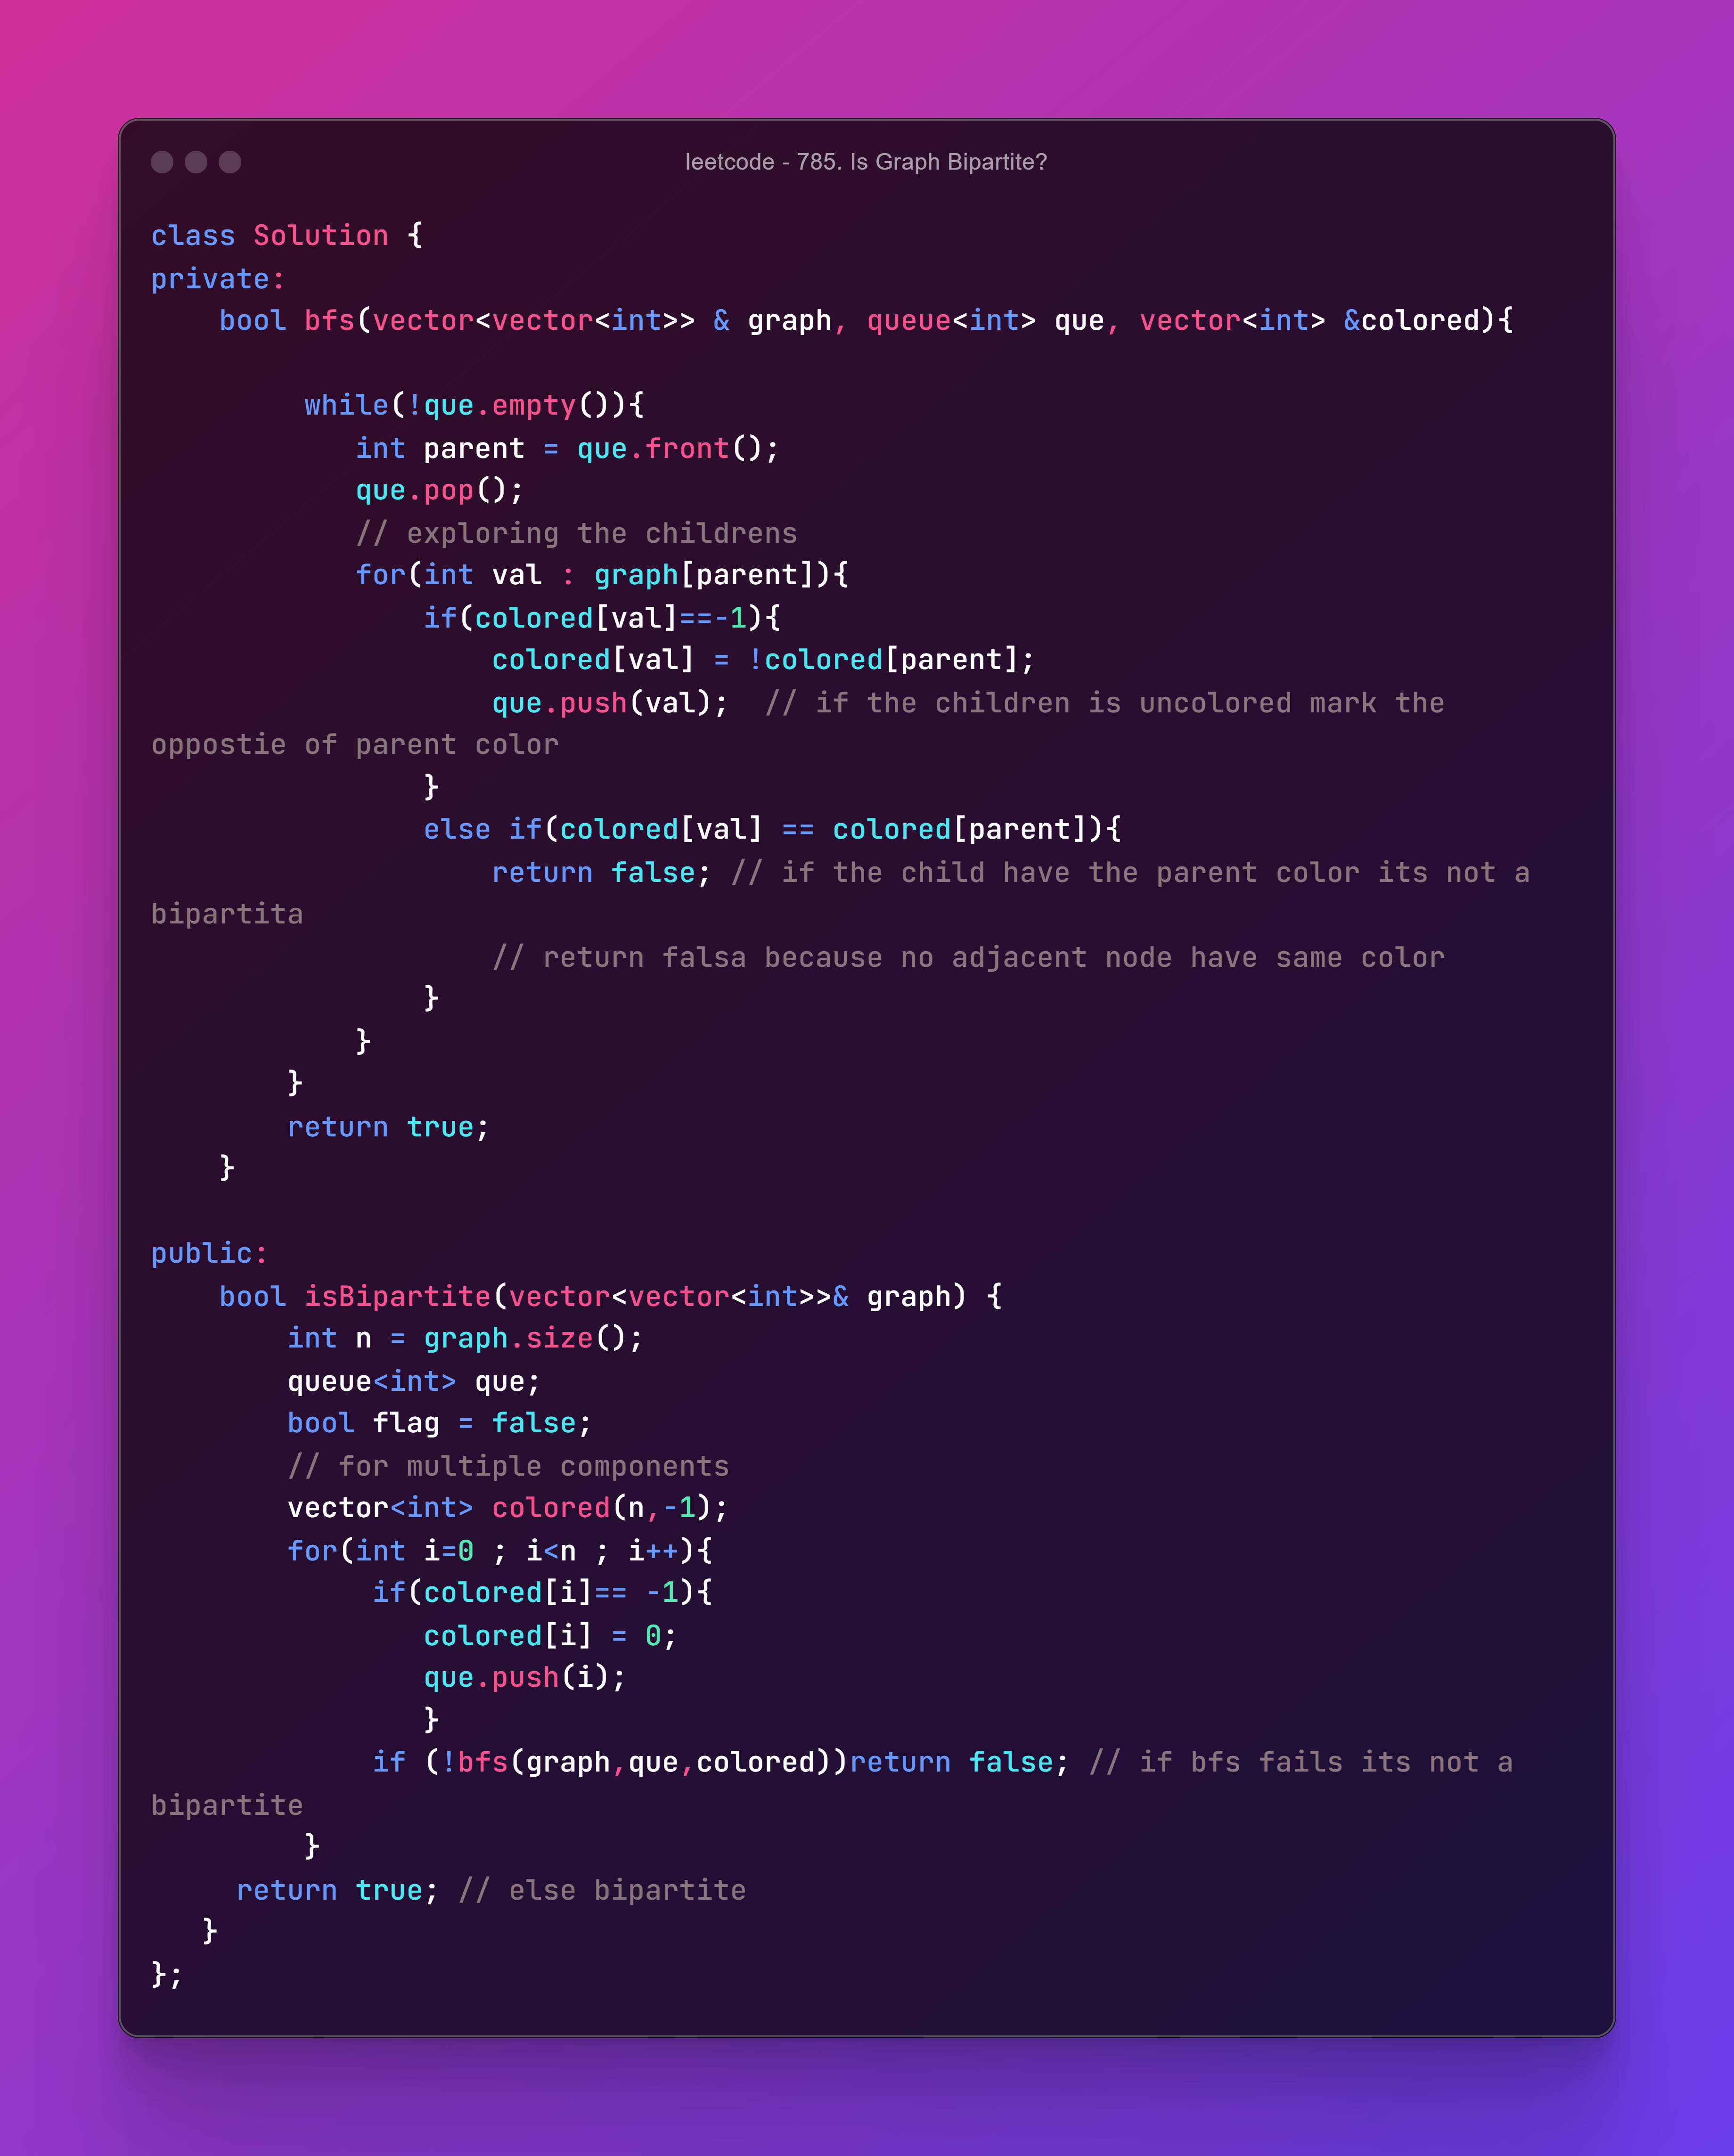 leetcode - 785. Is Graph Bipartite?
class Solution {
private:
    bool bfs(vector<vector<int>> & graph, queue<int> que, vector<int> &colored){
         while(!que.empty()){
            int parent = que.front();
            que.pop();
            // exploring the childrens
            for(int val : graph[parent]){
                if(colored[val]==-1){
                    colored[val] = !colored[parent];
                    que.push(val);  // if the children is uncolored mark the
oppostie of parent color
                }
                else if(colored[val] == colored[parent]){
                    return false; // if the child have the parent color its not a
bipartita
                    // return falsa because no adjacent node have same color
                }
            }
        }
        return true;
    }
public:
    bool isBipartite(vector<vector<int>>& graph) {
        int n = graph.size();
        queue<int> que;
        bool flag = false;
        // for multiple components
        vector<int> colored(n,-1);
        for(int i=0 ; i<n ; i++){
             if(colored[i]== -1){
                colored[i] = 0;
                que.push(i);
                }
             if (!bfs(graph,que,colored))return false; // if bfs fails its not a
bipartite
         }
     return true; // else bipartite
   }
};